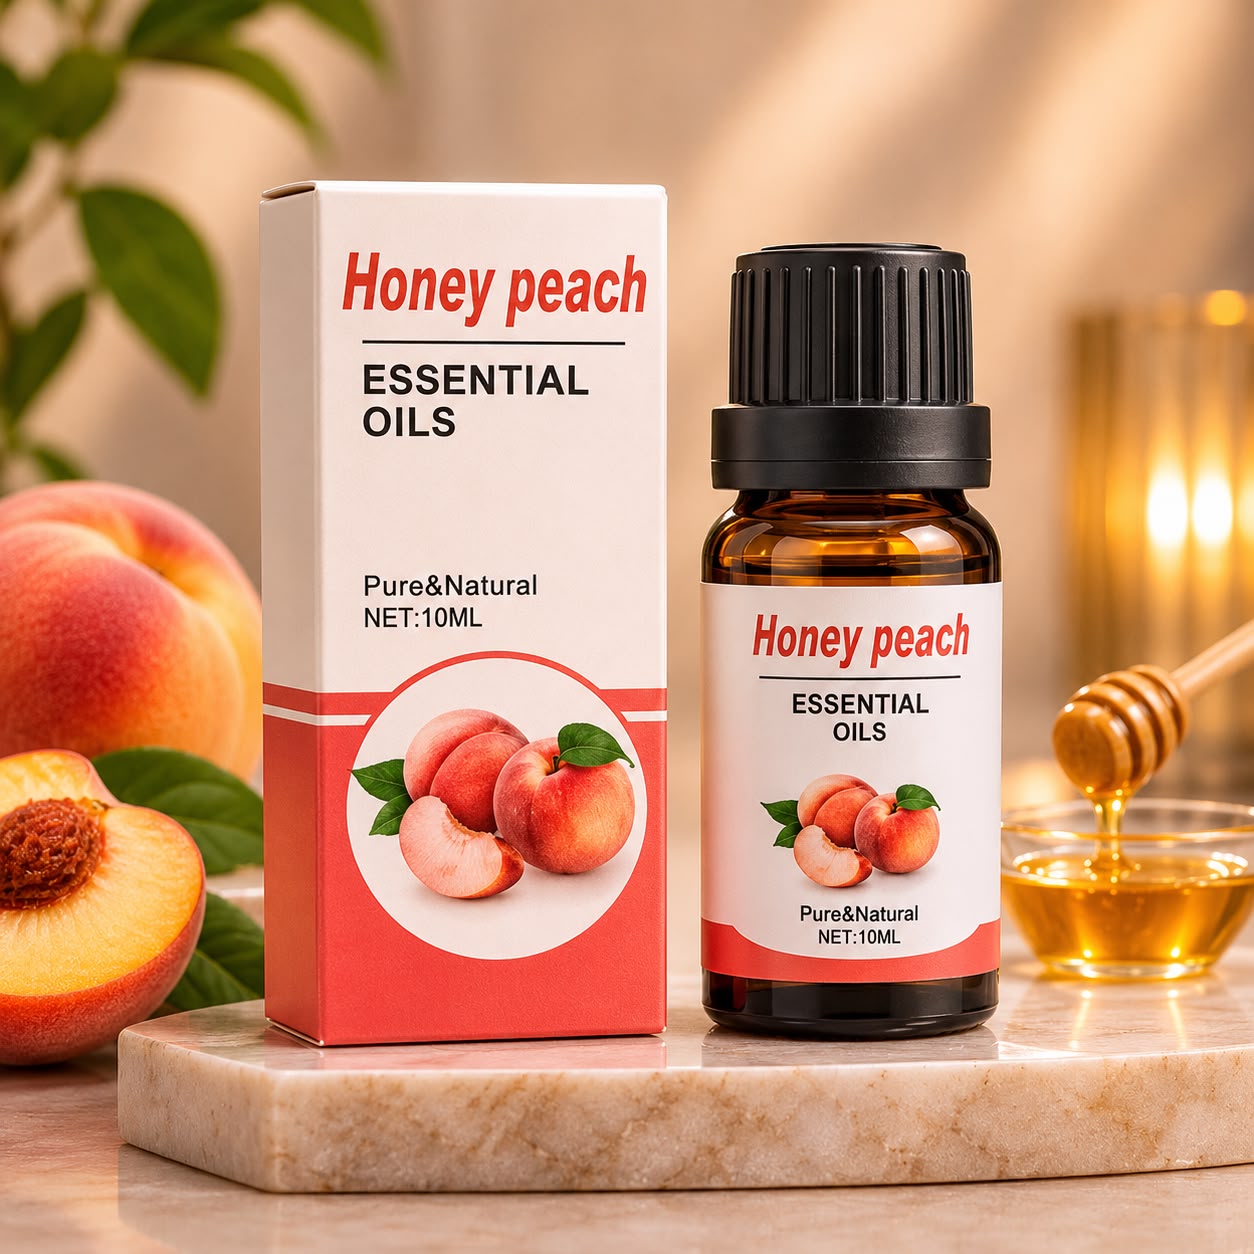 Honey peach
ESSENTIAL
OILS
Pure&Natural
NET:10ML
Honey peach
ESSENTIAL
OILS
Pure&Natural
NET:10ML